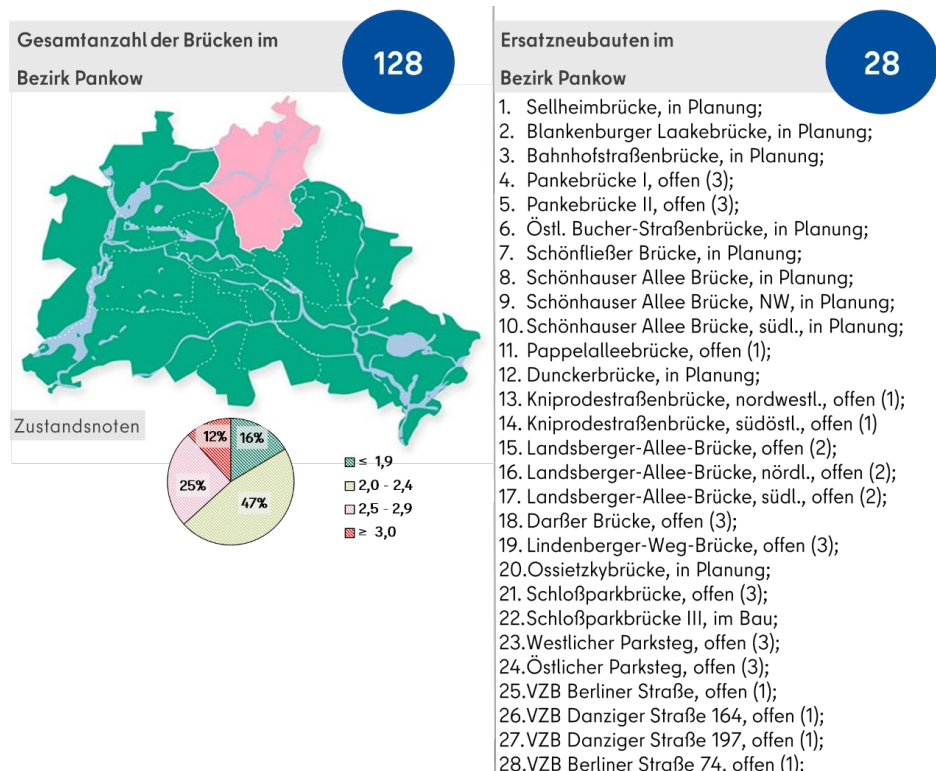 Gesamtanzahl der Brücken im
Bezirk Pankow
128
Zustandsnoten
12%
16%
25%
47%
≤ 1,9
2,0 - 2,4
2,5 - 2,9
≥ 3,0
Ersatzneubauten im
Bezirk Pankow
28
1. Sellheimbrücke, in Planung;
2. Blankenburger Laakebrücke, in Planung;
3. Bahnhofstraßenbrücke, in Planung;
4. Pankebrücke I, offen (3);
5. Pankebrücke II, offen (3);
6. Östl. Bucher-Straßenbrücke, in Planung;
7. Schönfließer Brücke, in Planung;
8. Schönhauser Allee Brücke, in Planung;
9. Schönhauser Allee Brücke, NW, in Planung;
10. Schönhauser Allee Brücke, südl., in Planung;
11. Pappelalleebrücke, offen (1);
12. Dunckerbrücke, in Planung;
13. Kniprodestraßenbrücke, nordwestl., offen (1);
14. Kniprodestraßenbrücke, südöstl., offen (1)
15. Landsberger-Allee-Brücke, offen (2);
16. Landsberger-Allee-Brücke, nördl., offen (2);
17. Landsberger-Allee-Brücke, südl., offen (2);
18. Darßer Brücke, offen (3);
19. Lindenberger-Weg-Brücke, offen (3);
20.Ossietzkybrücke, in Planung;
21. Schloßparkbrücke, offen (3);
22.Schloßparkbrücke III, im Bau;
23.Westlicher Parksteg, offen (3);
24.Östlicher Parksteg, offen (3);
25.VZB Berliner Straße, offen (1);
26.VZB Danziger Straße 164, offen (1);
27.VZB Danziger Straße 197, offen (1);
28.VZB Berliner Straße 74, offen (1);